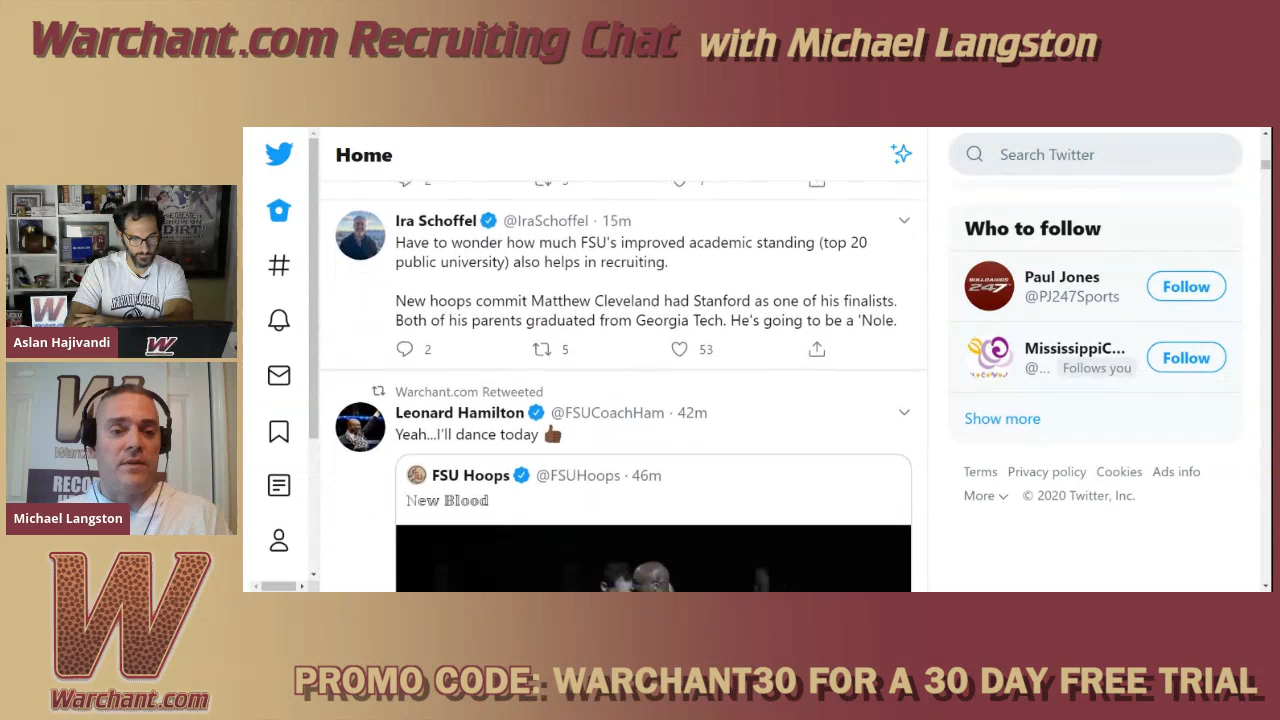 Warchant.com Recruiting Chat with Michael Langston
Home
Search Twitter
2
Ira Schoffel @IraSchoffel · 15m
Have to wonder how much FSU's improved academic standing (top 20
public university) also helps in recruiting.
New hoops commit Matthew Cleveland had Stanford as one of his finalists.
Both of his parents graduated from Georgia Tech. He's going to be a 'Nole.
2 5 53
Warchant.com Retweeted
Leonard Hamilton @FSUCoachHam · 42m
Yeah...I'll dance today
FSU Hoops @FSUHoops · 46m
New Blood
Who to follow
BULLDAWGS
247
Paul Jones
@PJ247Sports
Follow
MississippiC...
@... Follows you
Follow
Show more
Terms Privacy policy Cookies Ads info
More © 2020 Twitter, Inc.
DIRT
W
Aslan Hajivandi
W
Michael Langston
W
Warchant.com
PROMO CODE: WARCHANT30 FOR A 30 DAY FREE TRIAL